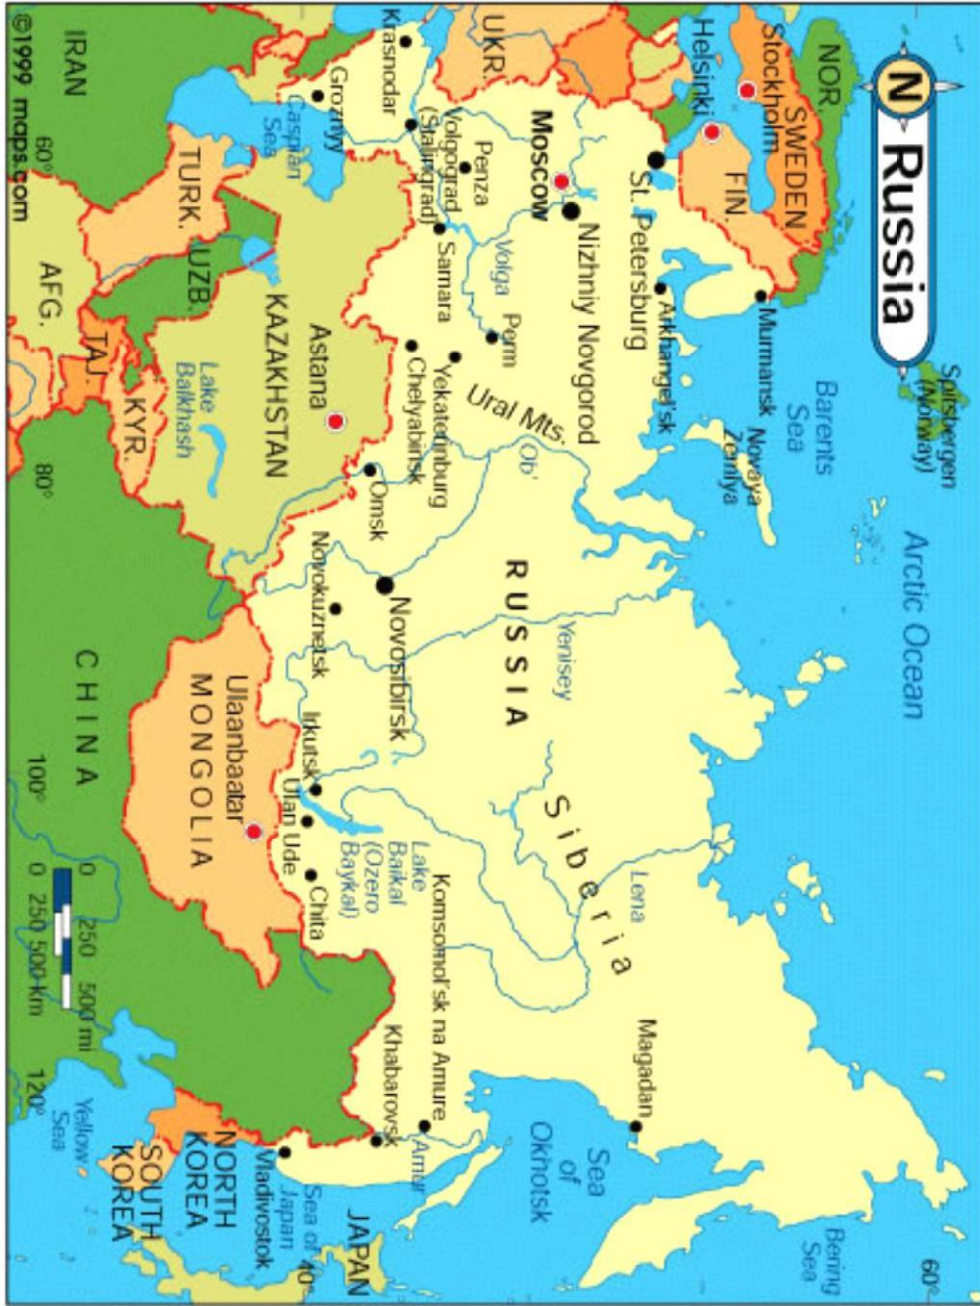 N Russia
Spirsbergen
(Norway)
60°
NOR.
SWEDEN
Stockholm
Helsinki
FIN.
Murmansk
Barents
Sea
Novaya
Zemlya
Arctic Ocean
Bering
Sea
St. Petersburg
Arkhangel'sk
Moscow
Nizhniy Novgorod
UKR.
Penza
Volgograd
(Stalingrad)
Volga
Samara
Perm
Ural Mts.
Ob'
Yekaterinburg
Chelyabinsk
Krasnodar
Groznyy
Caspian
Sea
RUSSIA
Yenisey
Siberia
Lena
Magadan
Sea
of
Okhotsk
Omsk
Novosibirsk
Novokuznetsk
Irkutsk
Ulan Ude
Chita
Lake
Baikal
(Ozero
Baykal)
Komsomol'sk na Amure
Khabarovsk
Amur
Astana
KAZAKHSTAN
Lake
Balkhash
TURK.
UZB.
KYR.
TAJ.
IRAN
AFG.
Ulaanbaatar
MONGOLIA
CHINA
NORTH
KOREA
SOUTH
KOREA
Vladivostok
Sea of
Japan
JAPAN
40°
Yellow
Sea
60°
80°
100°
120°
0 250 500 mi
0 250 500 km
©1999 maps.com